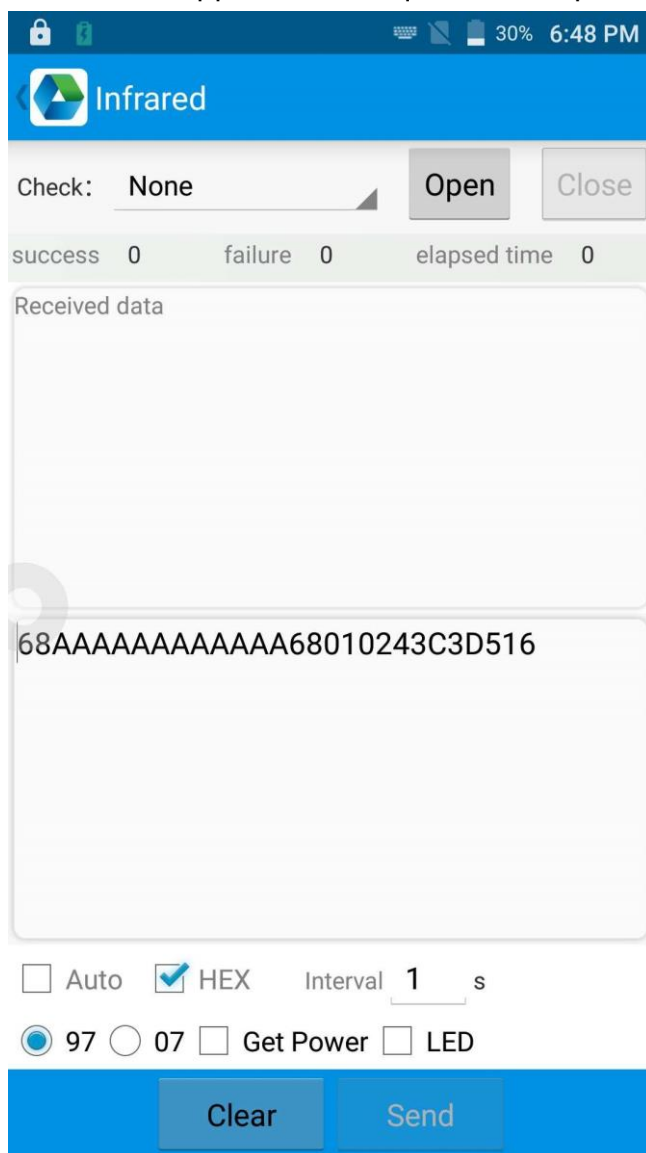 30% 6:48 PM
Infrared
Check: None Open Close
success 0 failure 0 elapsed time 0
Received data
68AAAAAAAAAAAA68010243C3D516
Auto HEX Interval 1 s
97 07 Get Power LED
Clear Send